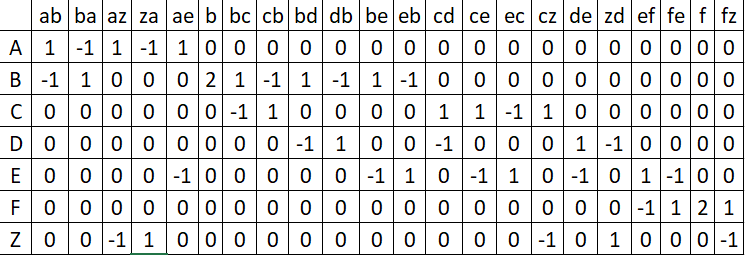 ab ba az za ae b bc cb bd db be eb cd ce ec cz de zd ef fe f fz
A 1 -1 1 -1 1 0 0 0 0 0 0 0 0 0 0 0 0 0 0 0 0 0
B -1 1 0 0 0 2 1 -1 1 -1 1 -1 0 0 0 0 0 0 0 0 0 0
C 0 0 0 0 0 0 -1 1 0 0 0 0 1 1 -1 1 0 0 0 0 0 0
D 0 0 0 0 0 0 0 0 -1 1 0 0 -1 0 0 0 1 -1 0 0 0 0
E 0 0 0 0 -1 0 0 0 0 0 -1 1 0 -1 1 0 -1 0 1 -1 0 0
F 0 0 0 0 0 0 0 0 0 0 0 0 0 0 0 0 0 0 -1 1 2 1
Z 0 0 -1 1 0 0 0 0 0 0 0 0 0 0 0 -1 0 1 0 0 0 -1